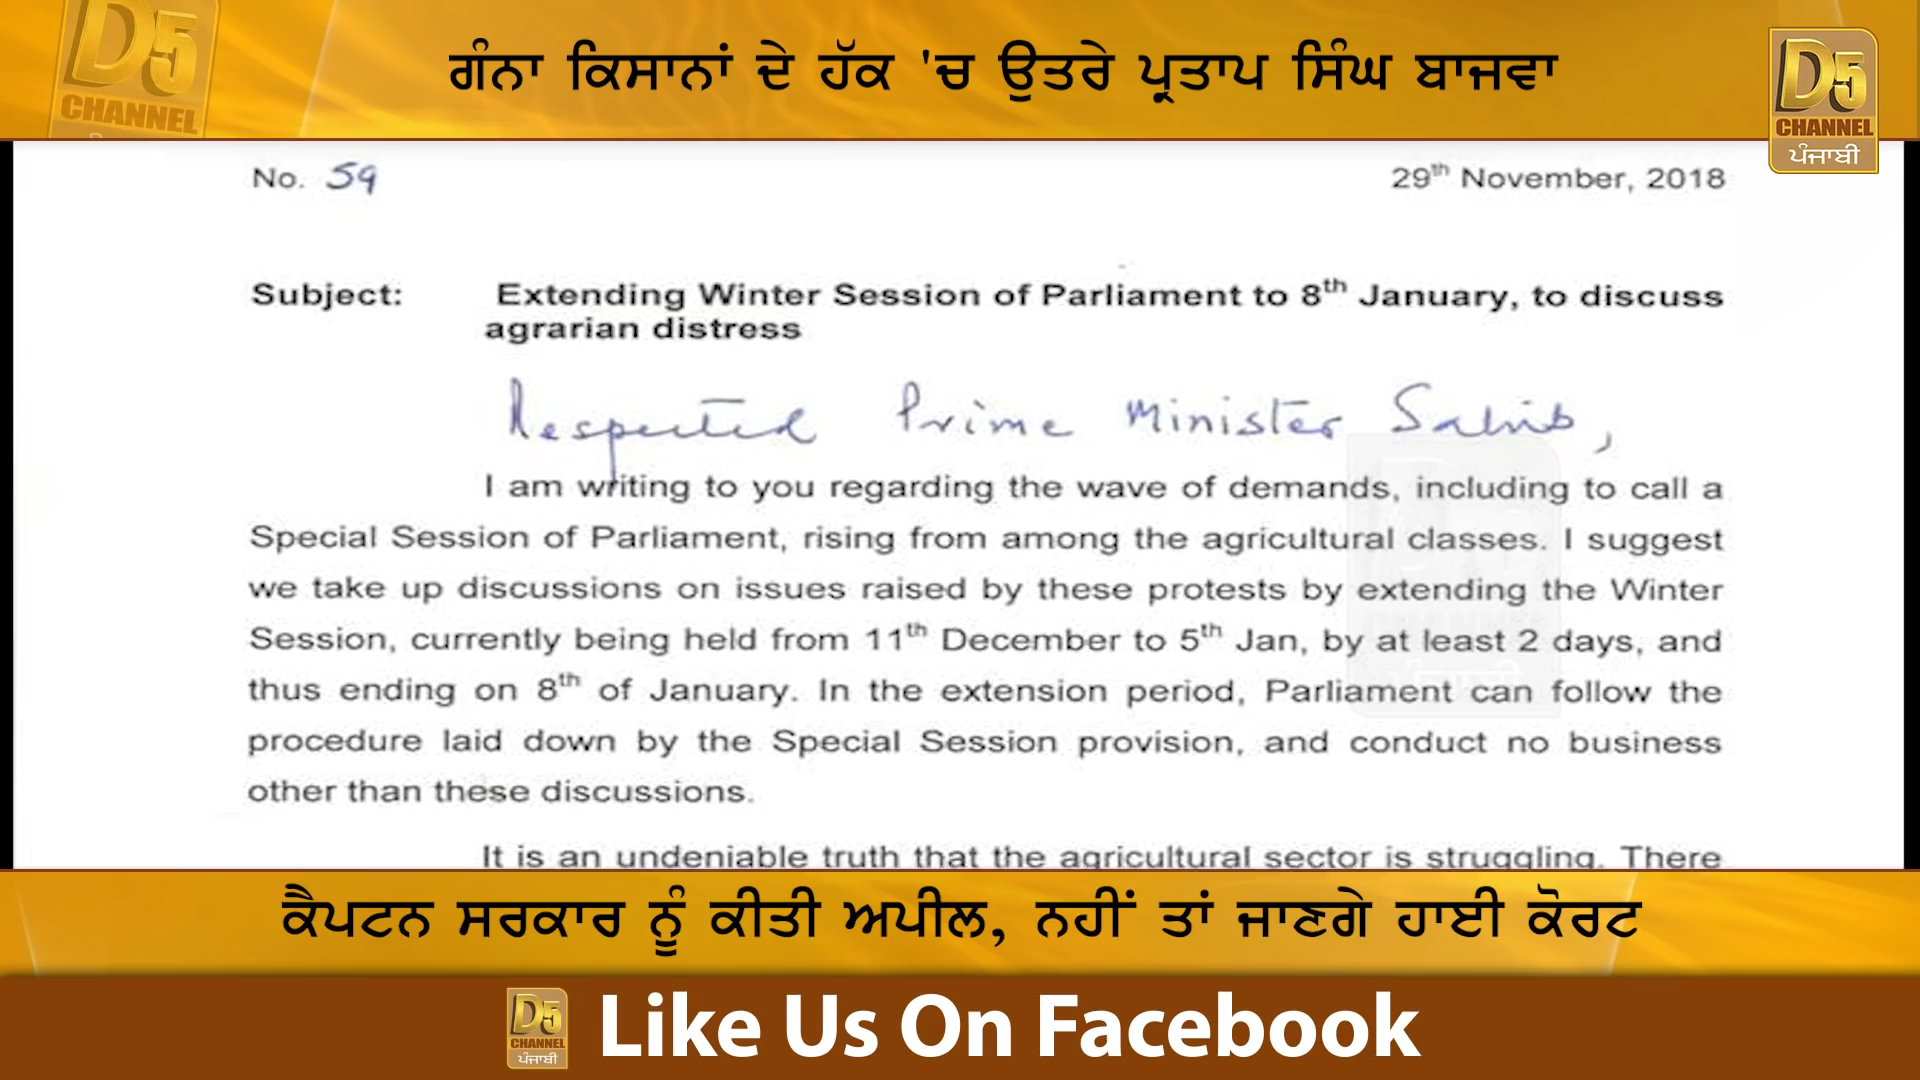 D5
CHANNEL
ਗੰਨਾ ਕਿਸਾਨਾਂ ਦੇ ਹੱਕ 'ਚ ਉਤਰੇ ਪ੍ਰਤਾਪ ਸਿੰਘ ਬਾਜਵਾ
D5
CHANNEL
ਪੰਜਾਬੀ
No. 59
29th November, 2018
Subject: Extending Winter Session of Parliament to 8th January, to discuss
agrarian distress
Respected Prime Minister Sahib,
I am writing to you regarding the wave of demands, including to call a
Special Session of Parliament, rising from among the agricultural classes. I suggest
we take up discussions on issues raised by these protests by extending the Winter
Session, currently being held from 11th December to 5th Jan, by at least 2 days, and
thus ending on 8th of January. In the extension period, Parliament can follow the
procedure laid down by the Special Session provision, and conduct no business
other than these discussions.
It is an undeniable truth that the agricultural sector is struggling. There
ਕੈਪਟਨ ਸਰਕਾਰ ਨੂੰ ਕੀਤੀ ਅਪੀਲ, ਨਹੀਂ ਤਾਂ ਜਾਣਗੇ ਹਾਈ ਕੋਰਟ
D5
CHANNEL
ਪੰਜਾਬੀ
Like Us On Facebook